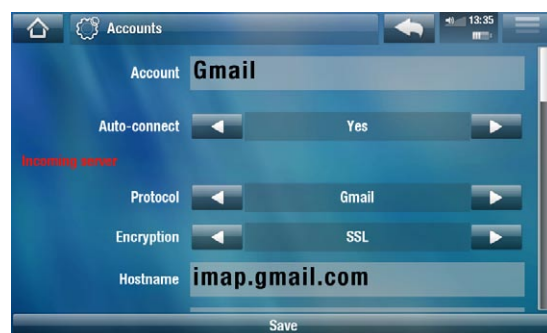 Accounts
13:35
Account Gmail
Auto-connect Yes
Incoming server
Protocol Gmail
Encryption SSL
Hostname imap.gmail.com
Save